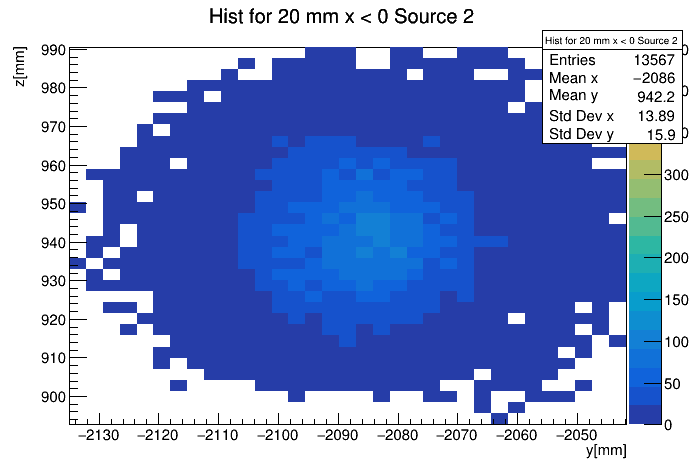 Hist for 20 mm x < 0 Source 2
z[mm]
990
980
970
960
950
940
930
920
910
900
−2130
−2120
−2110
−2100
−2090
−2080
−2070
−2060
−2050
y[mm]
Hist for 20 mm x < 0 Source 2
Entries 13567
Mean x −2086
Mean y 942.2
Std Dev x 13.89
Std Dev y 15.9
300
250
200
150
100
50
0